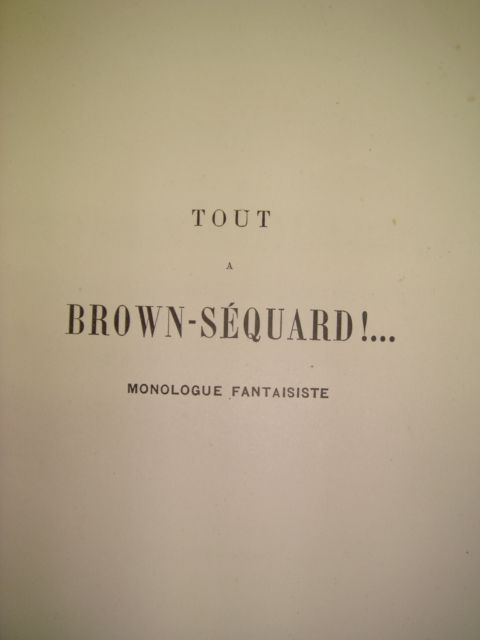 TOUT
A
BROWN-SÉQUARD!...
MONOLOGUE FANTAISISTE